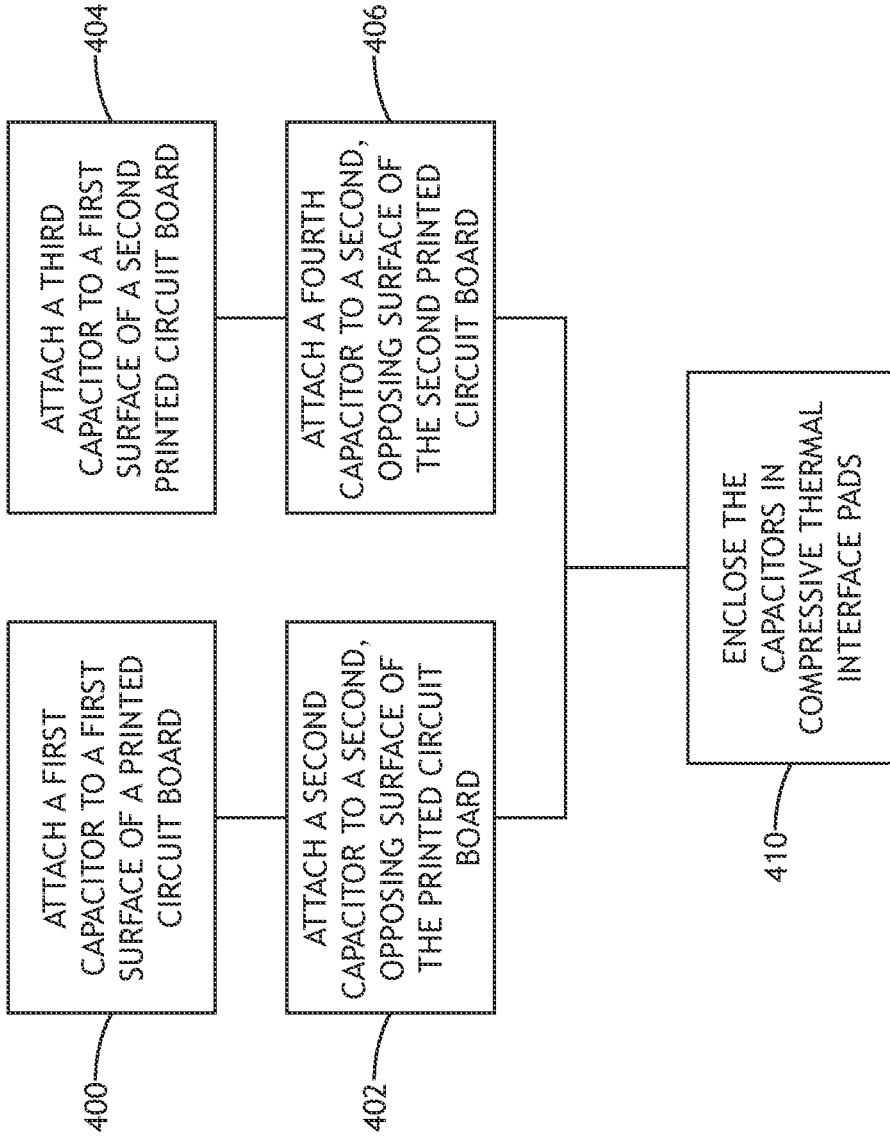 400
ATTACH A FIRST
CAPACITOR TO A FIRST
SURFACE OF A PRINTED
CIRCUIT BOARD
404
ATTACH A THIRD
CAPACITOR TO A FIRST
SURFACE OF A SECOND
PRINTED CIRCUIT BOARD
402
ATTACH A SECOND
CAPACITOR TO A SECOND,
OPPOSING SURFACE OF
THE PRINTED CIRCUIT
BOARD
406
ATTACH A FOURTH
CAPACITOR TO A SECOND,
OPPOSING SURFACE OF
THE SECOND PRINTED
CIRCUIT BOARD
410
ENCLOSE THE
CAPACITORS IN
COMPRESSIVE THERMAL
INTERFACE PADS